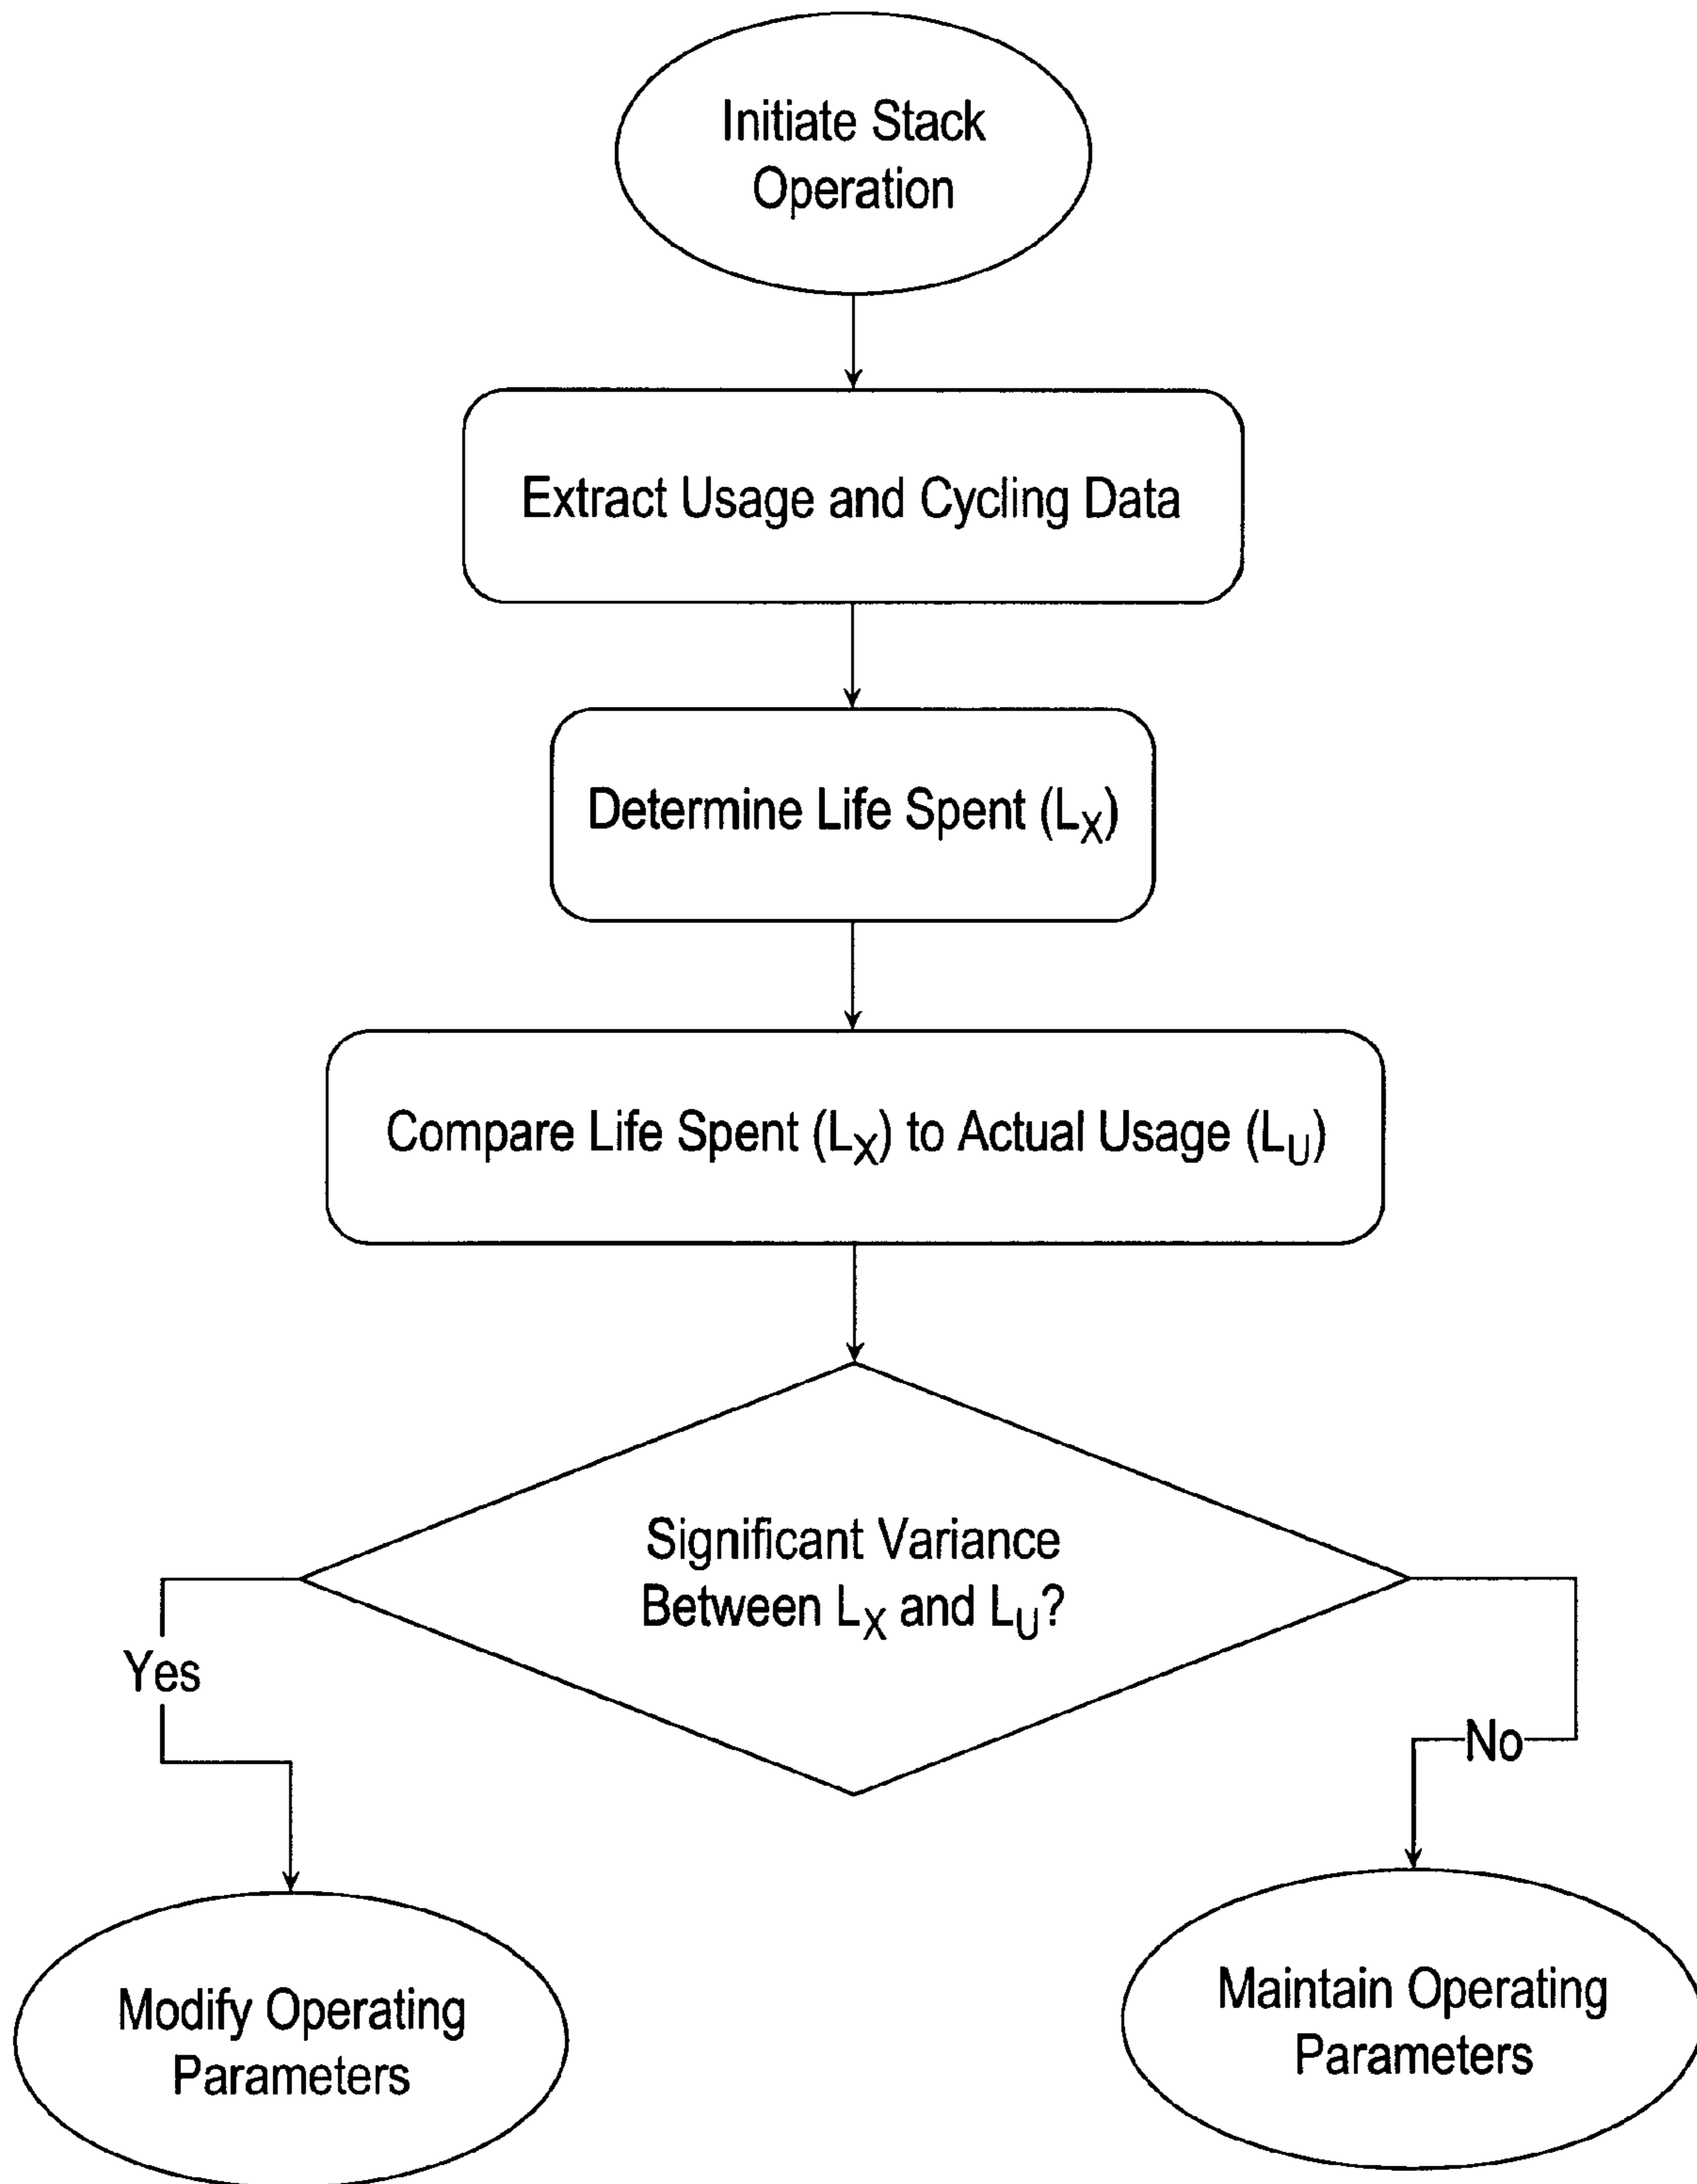 Initiate Stack
Operation
Extract Usage and Cycling Data
Determine Life Spent (LX)
Compare Life Spent (LX) to Actual Usage (LU)
Significant Variance
Between LX and LU?
Yes
No
Modify Operating
Parameters
Maintain Operating
Parameters